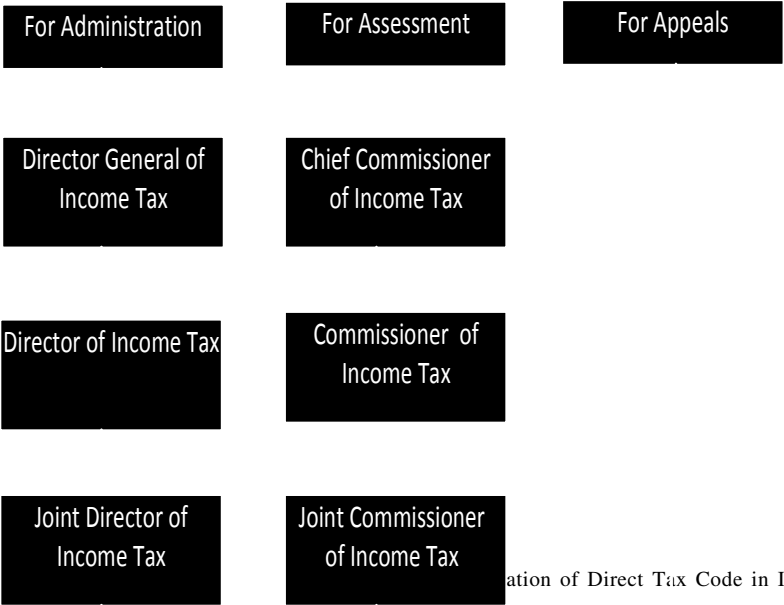 For Administration
For Assessment
For Appeals
Director General of
Income Tax
Chief Commissioner
of Income Tax
Director of Income Tax
Commissioner of
Income Tax
Joint Director of
Income Tax
Joint Commissioner
of Income Tax
of Direct Tax Code in